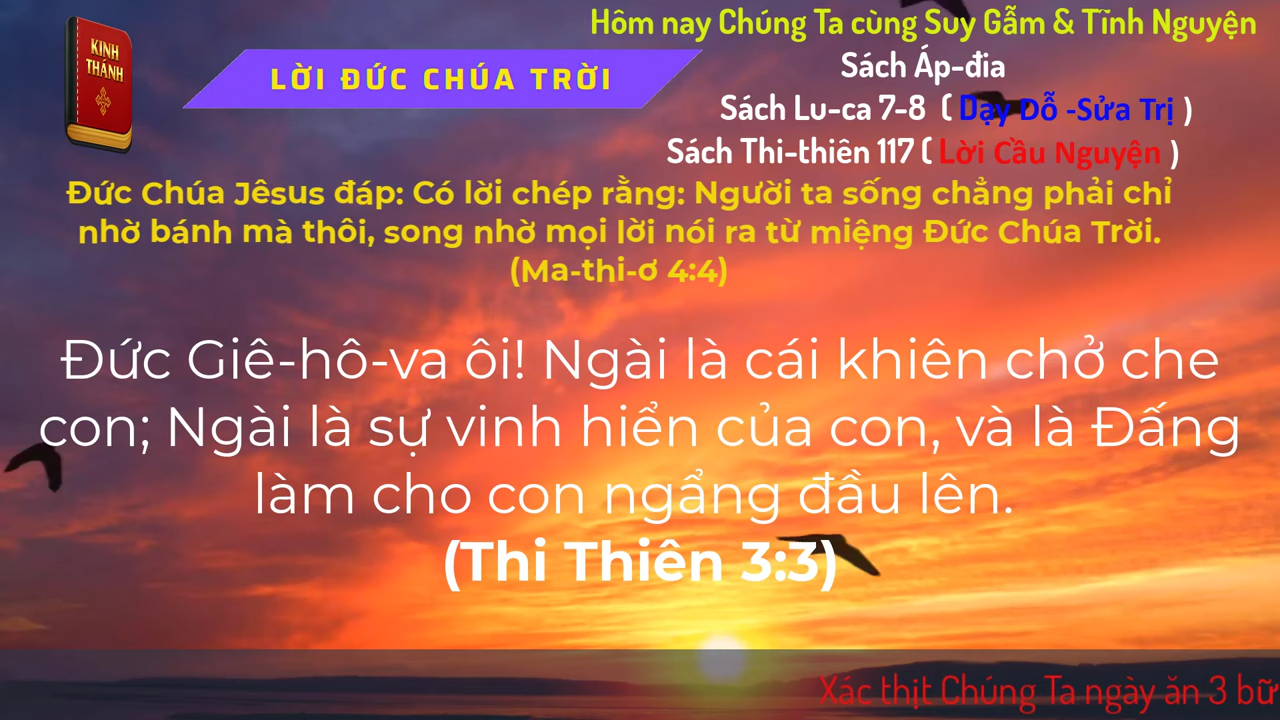 KINH
THÁNH
LỜI ĐỨC CHÚA TRỜI
Hôm nay Chúng Ta cùng Suy Gẫm & Tĩnh Nguyện
Sách Áp-đia
Sách Lu-ca 7-8 ( Dạy Dỗ -Sửa Trị )
Sách Thi-thiên 117 ( Lời Cầu Nguyện )
Đức Chúa Jêsus đáp: Có lời chép rằng: Người ta sống chẳng phải chỉ
nhờ bánh mà thôi, song nhờ mọi lời nói ra từ miệng Đức Chúa Trời.
(Ma-thi-ơ 4:4)
Đức Giê-hô-va ôi! Ngài là cái khiên chở che
con; Ngài là sự vinh hiển của con, và là Đấng
làm cho con ngẩng đầu lên.
(Thi Thiên 3:3)
Xác thịt Chúng Ta ngày ăn 3 bữ